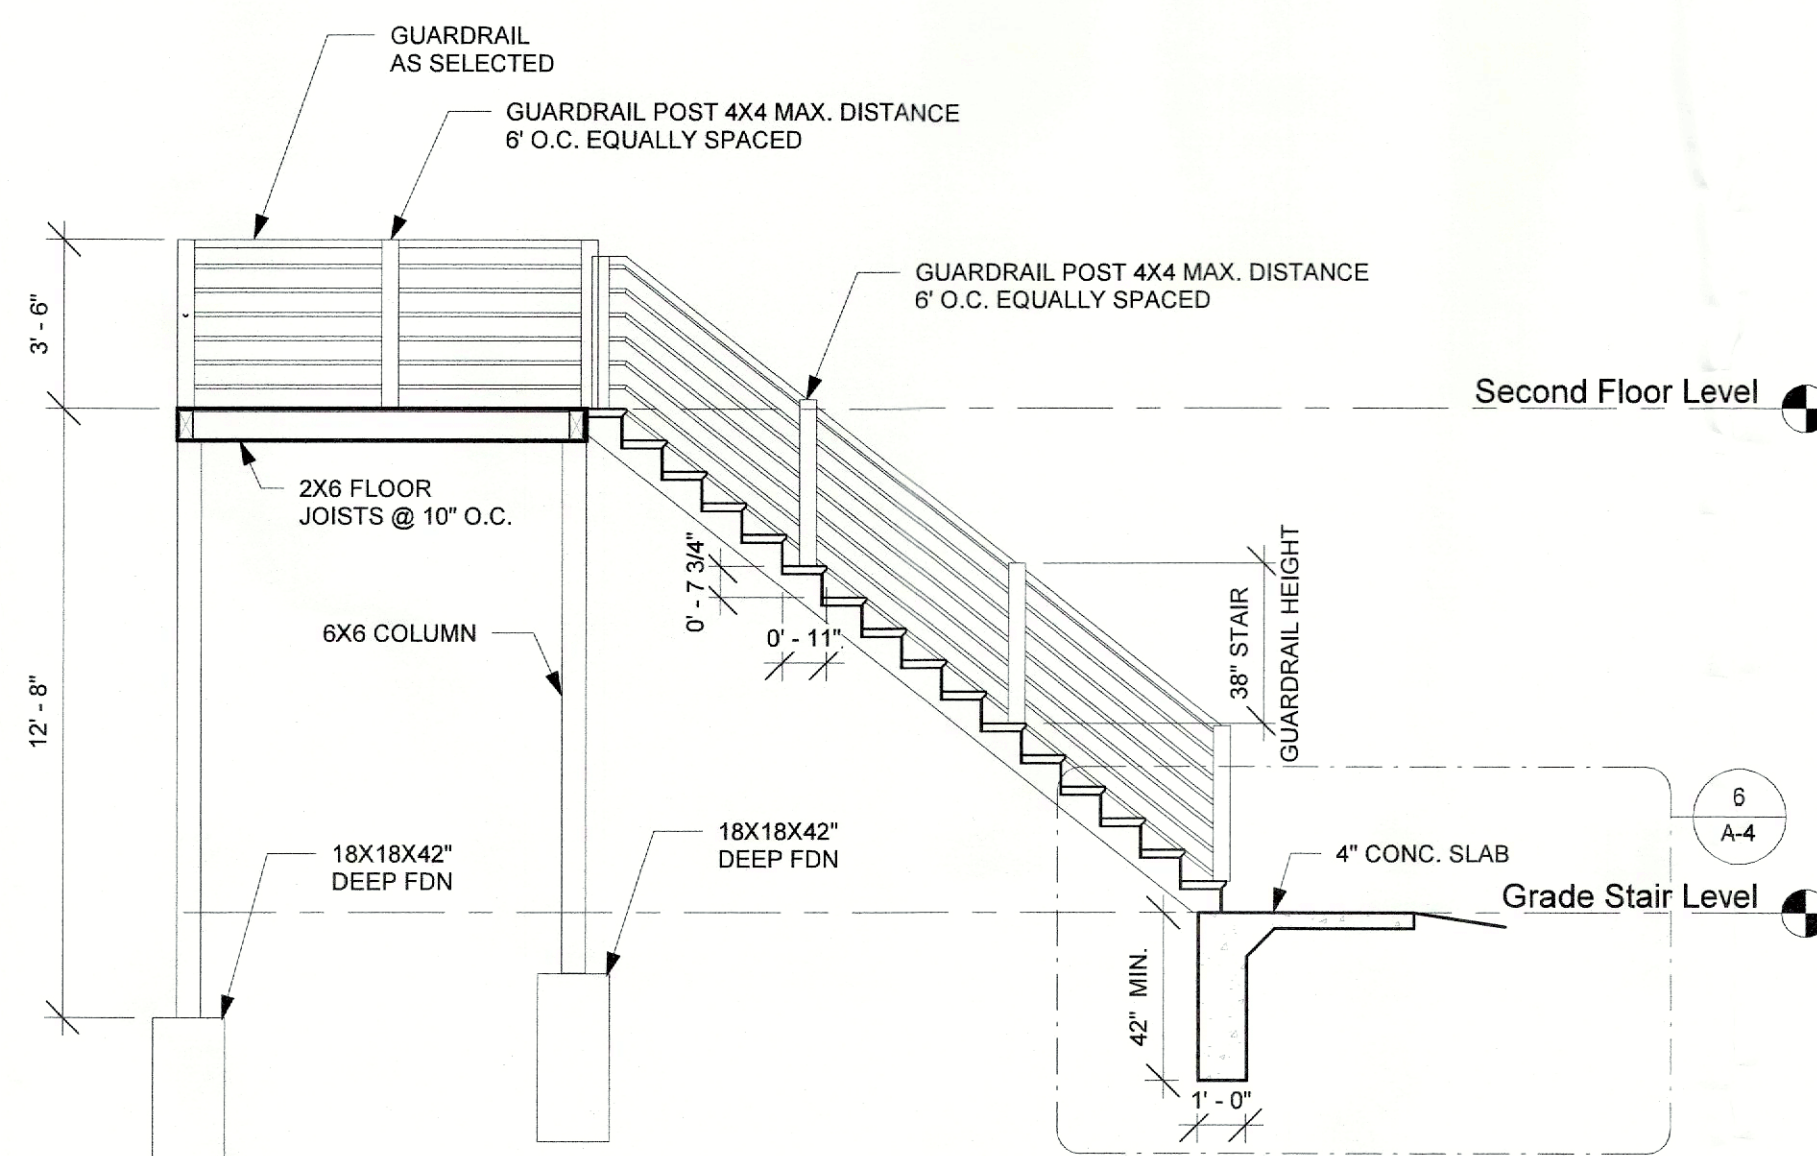 GUARDRAIL
AS SELECTED
GUARDRAIL POST 4X4 MAX. DISTANCE
6' O.C. EQUALLY SPACED
GUARDRAIL POST 4X4 MAX. DISTANCE
6' O.C. EQUALLY SPACED
3' - 6"
Second Floor Level
2X6 FLOOR
JOISTS @ 10" O.C.
0' - 7 3/4"
0' - 11"
38" STAIR
GUARDRAIL HEIGHT
6X6 COLUMN
12' - 8"
6
A-4
18X18X42"
DEEP FDN
18X18X42"
DEEP FDN
4" CONC. SLAB
Grade Stair Level
42" MIN.
1' - 0"